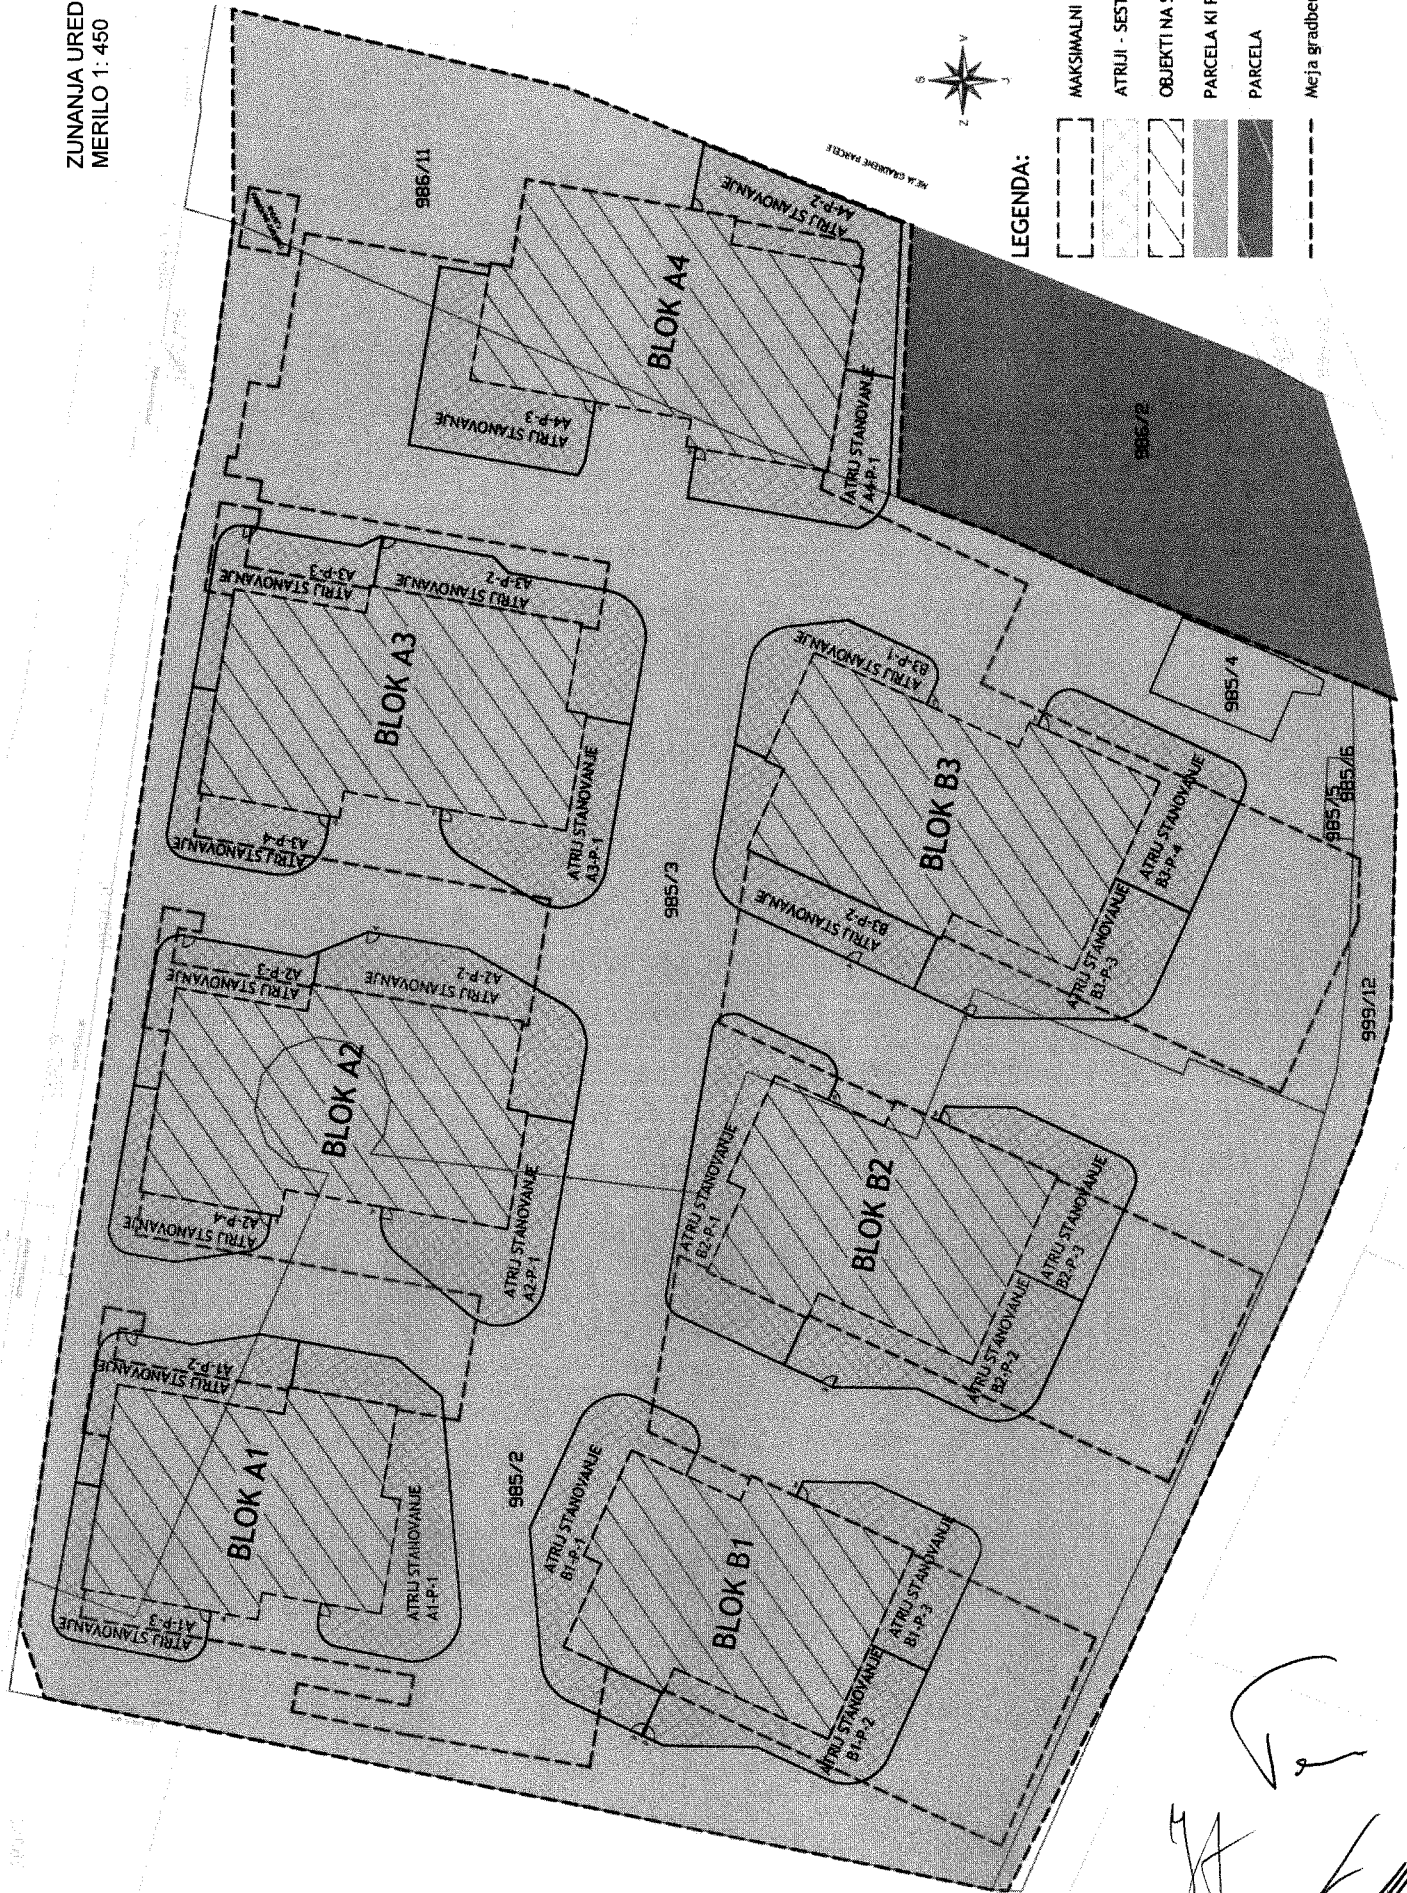 ZUNANJA URED
MERILO 1: 450
986/11
MEJA GRADBENE PARCELE
S
V
J
Z
LEGENDA:
MAKSIMALNI
ATRIJI - SEST
OBJEKTI NA S
PARCELA KI P
PARCELA
Meja gradber
BLOK A4
ATRIJ STANOVANJE
A4-P-2
ATRIJ STANOVANJE
A4-P-3
ATRIJ STANOVANJE
A4-P-1
986/2
BLOK A3
ATRIJ STANOVANJE
A3-P-3
ATRIJ STANOVANJE
A3-P-2
ATRIJ STANOVANJE
A3-P-4
ATRIJ STANOVANJE
A3-P-1
985/3
BLOK B3
ATRIJ STANOVANJE
B3-P-1
ATRIJ STANOVANJE
B3-P-2
ATRIJ STANOVANJE
B3-P-4
ATRIJ STANOVANJE
B3-P-3
985/4
985/5
985/6
999/12
BLOK A2
ATRIJ STANOVANJE
A2-P-3
ATRIJ STANOVANJE
A2-P-2
ATRIJ STANOVANJE
A2-P-4
ATRIJ STANOVANJE
A2-P-1
BLOK B2
ATRIJ STANOVANJE
B2-P-1
ATRIJ STANOVANJE
B2-P-3
ATRIJ STANOVANJE
B2-P-2
BLOK A1
ATRIJ STANOVANJE
A1-P-2
ATRIJ STANOVANJE
A1-P-3
ATRIJ STANOVANJE
A1-P-1
985/2
BLOK B1
ATRIJ STANOVANJE
B1-P-1
ATRIJ STANOVANJE
B1-P-3
ATRIJ STANOVANJE
B1-P-2